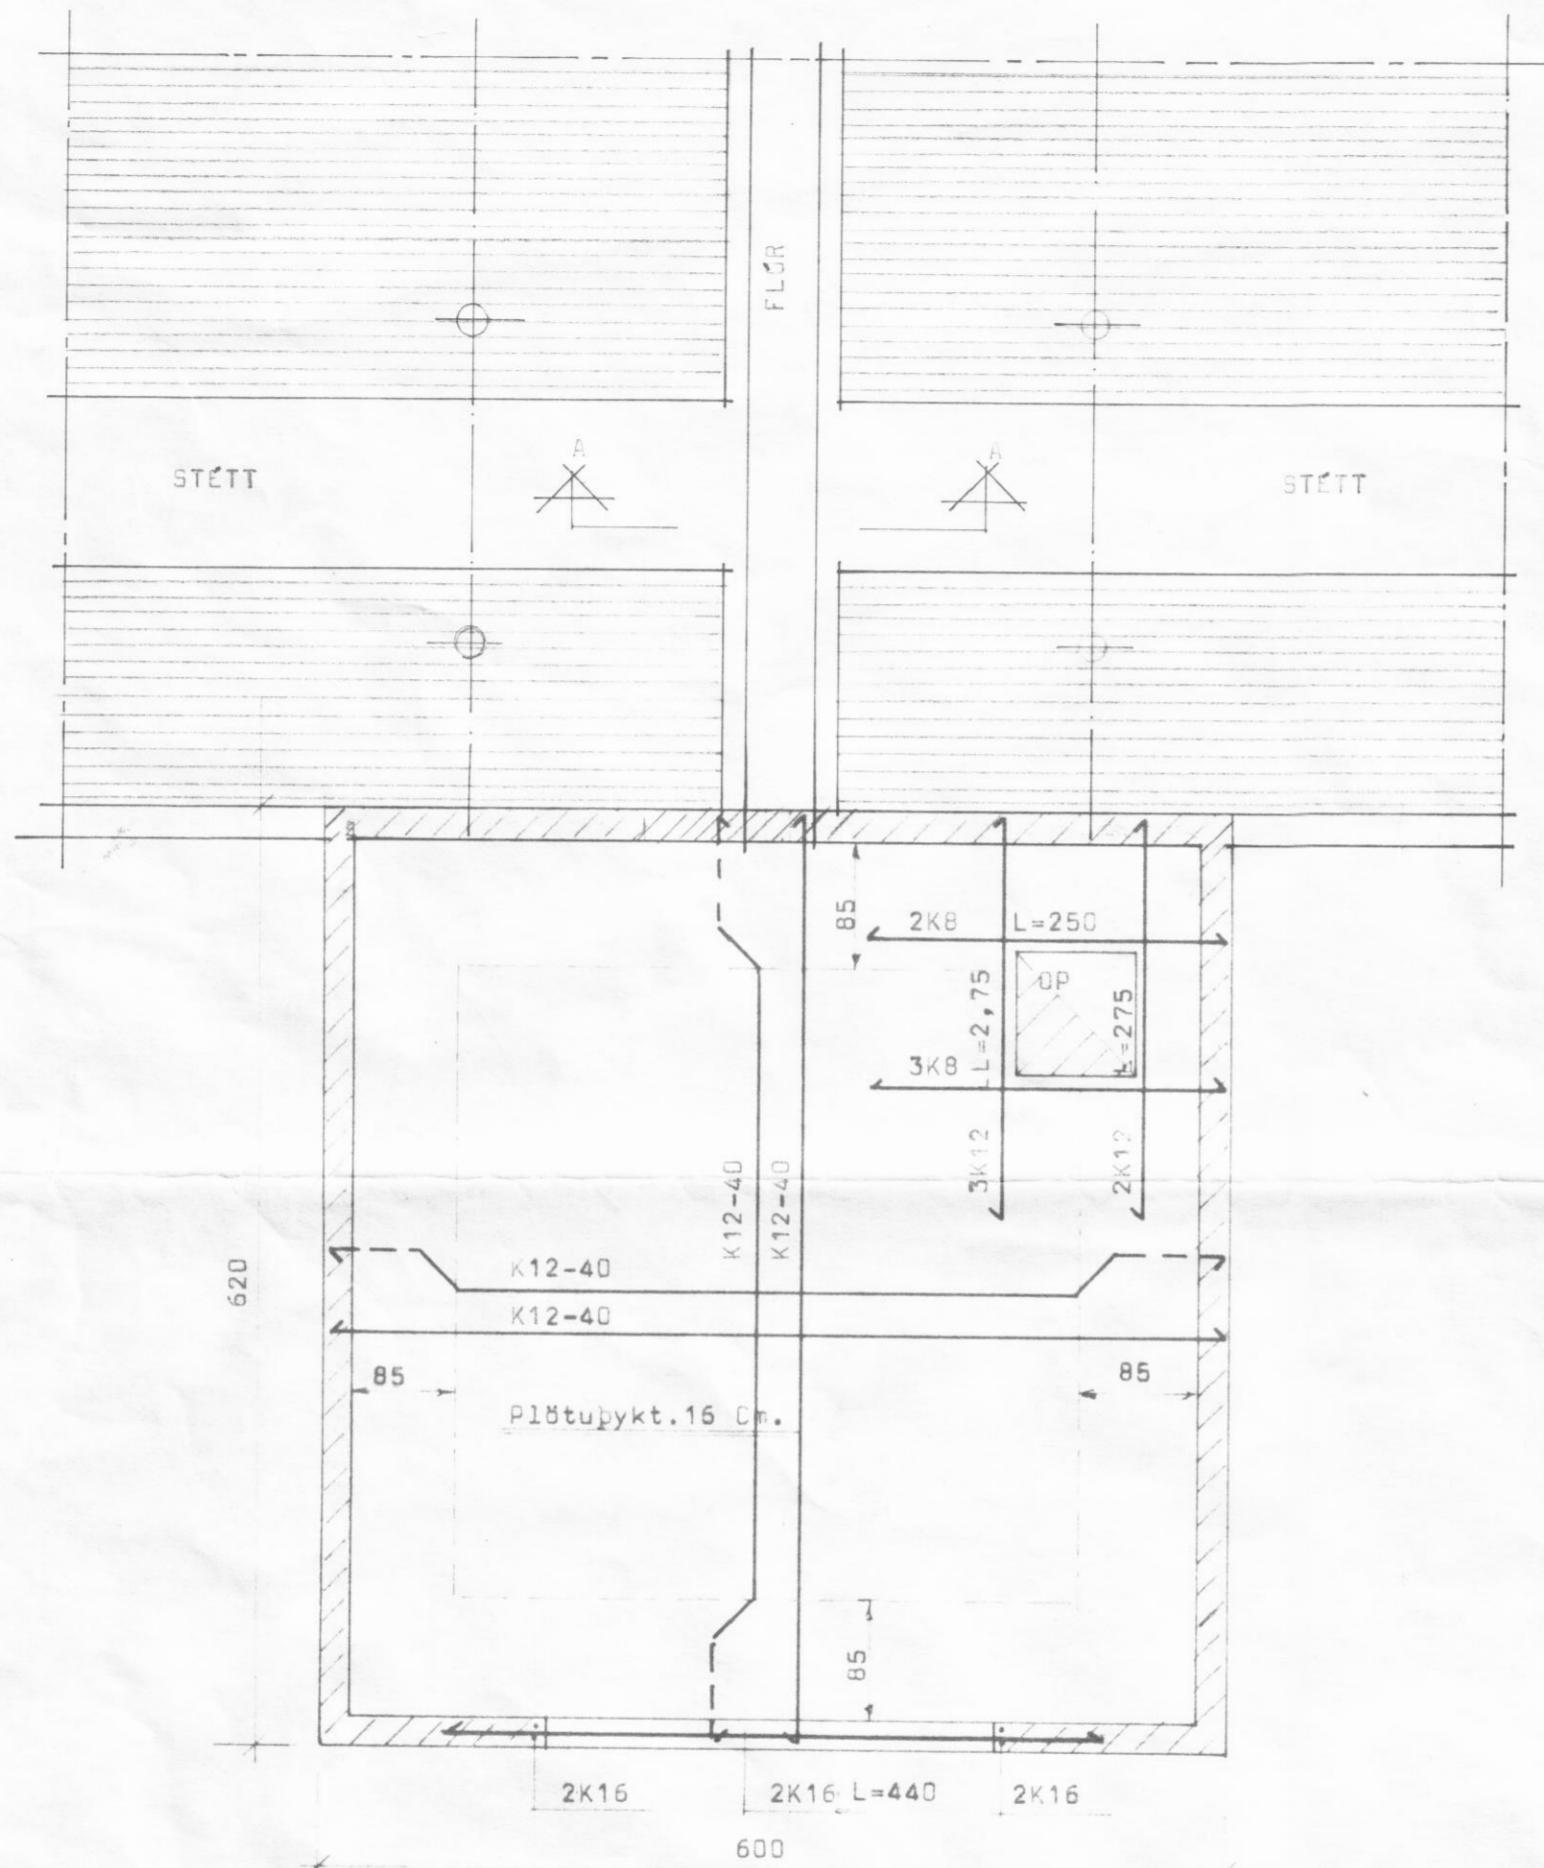 FLÓR
A
A
STÉTT
STÉTT
85
2K8 L=250
OP
3K12 L=2,75
2K12 L=275
3K8
K12-40
K12-40
620
K12-40
K12-40
85
85
Plötuþykt.16 Cm.
85
2K16
2K16 L=440
2K16
600